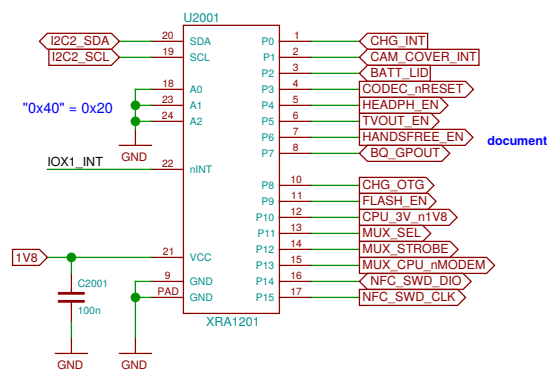 U2001
I2C2_SDA 20 SDA P0 1 CHG_INT
I2C2_SCL 19 SCL P1 2 CAM_COVER_INT
P2 3 BATT_LID
18 A0 P3 4 CODEC_nRESET
"0x40" = 0x20 23 A1 P4 5 HEADPH_EN
24 A2 P5 6 TVOUT_EN
P6 7 HANDSFREE_EN document
GND P7 8 BQ_GPOUT
IOX1_INT 22 nINT
P8 10 CHG_OTG
P9 11 FLASH_EN
P10 12 CPU_3V_n1V8
P11 13 MUX_SEL
1V8 21 VCC P12 14 MUX_STROBE
P13 15 MUX_CPU_nMODEM
C2001 9 GND P14 16 NFC_SWD_DIO
100n PAD GND P15 17 NFC_SWD_CLK
XRA1201
GND GND